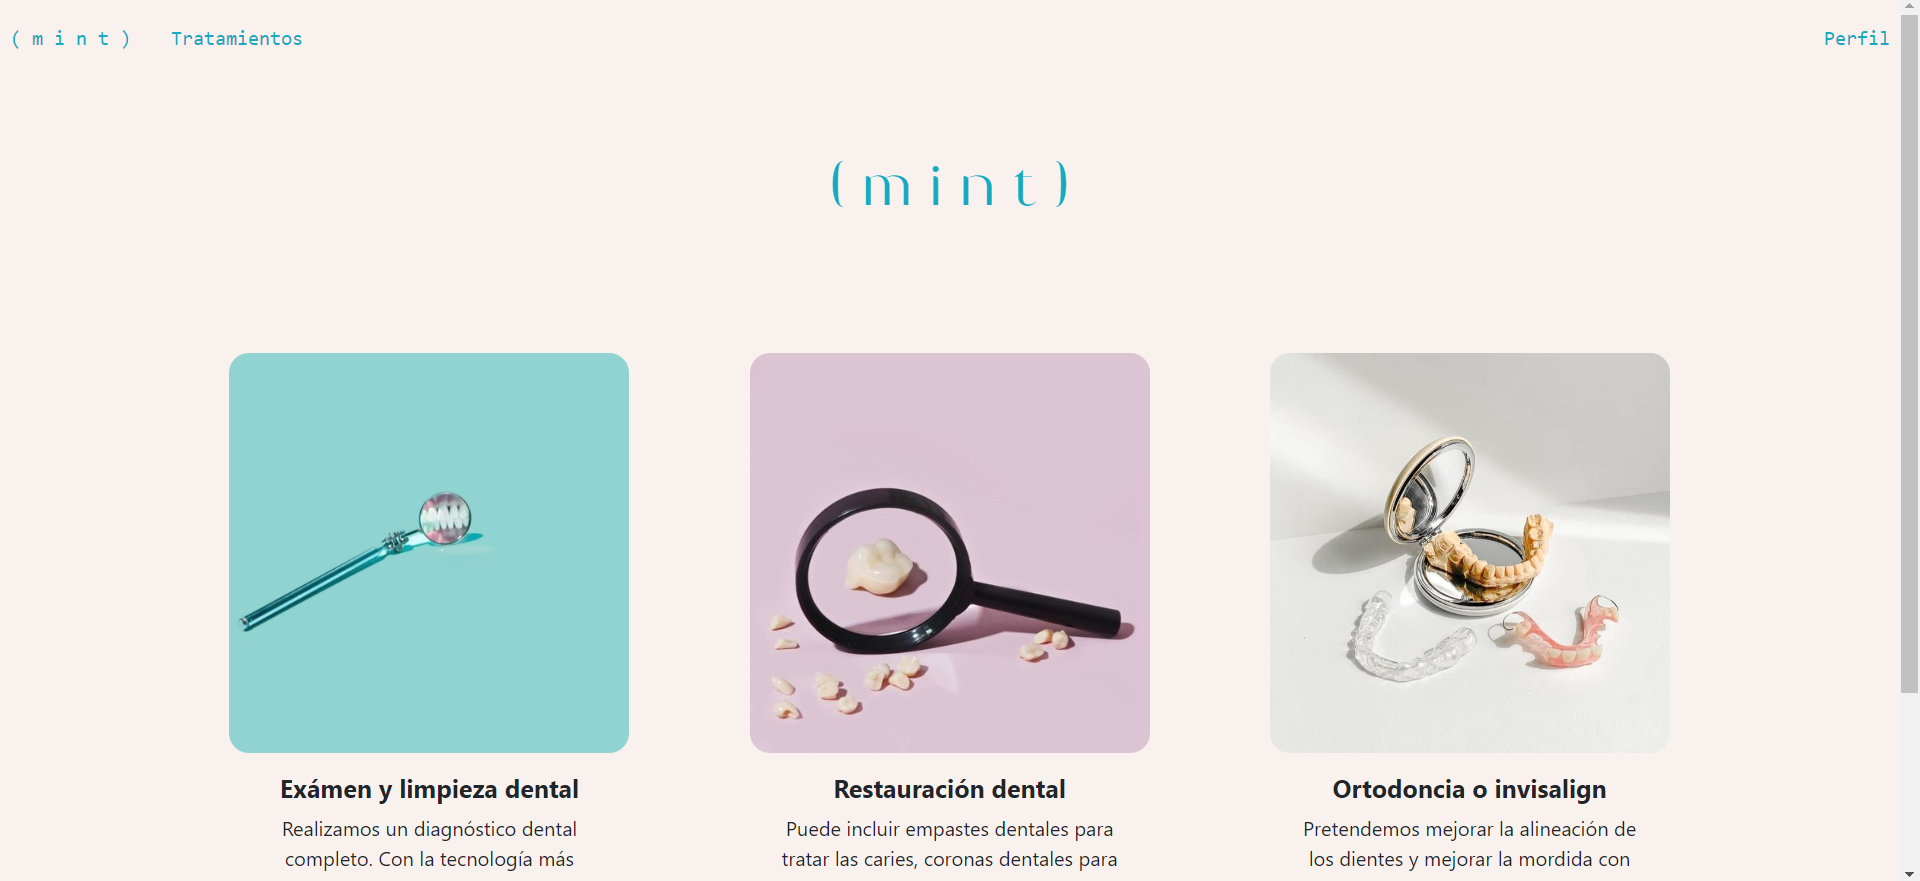 ( m i n t )
Tratamientos
Perfil
( m i n t )
Exámen y limpieza dental
Realizamos un diagnóstico dental
completo. Con la tecnología más
Restauración dental
Puede incluir empastes dentales para
tratar las caries, coronas dentales para
Ortodoncia o invisalign
Pretendemos mejorar la alineación de
los dientes y mejorar la mordida con